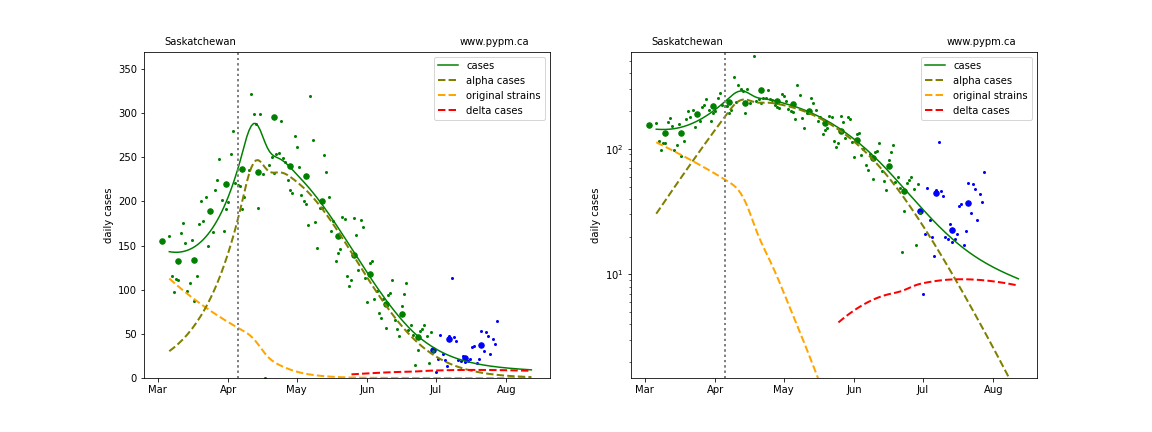 Saskatchewan www.pypm.ca
cases
alpha cases
original strains
delta cases
daily cases
350
300
250
200
150
100
50
0
Mar Apr May Jun Jul Aug
Saskatchewan www.pypm.ca
cases
alpha cases
original strains
delta cases
daily cases
10²
10¹
Mar Apr May Jun Jul Aug